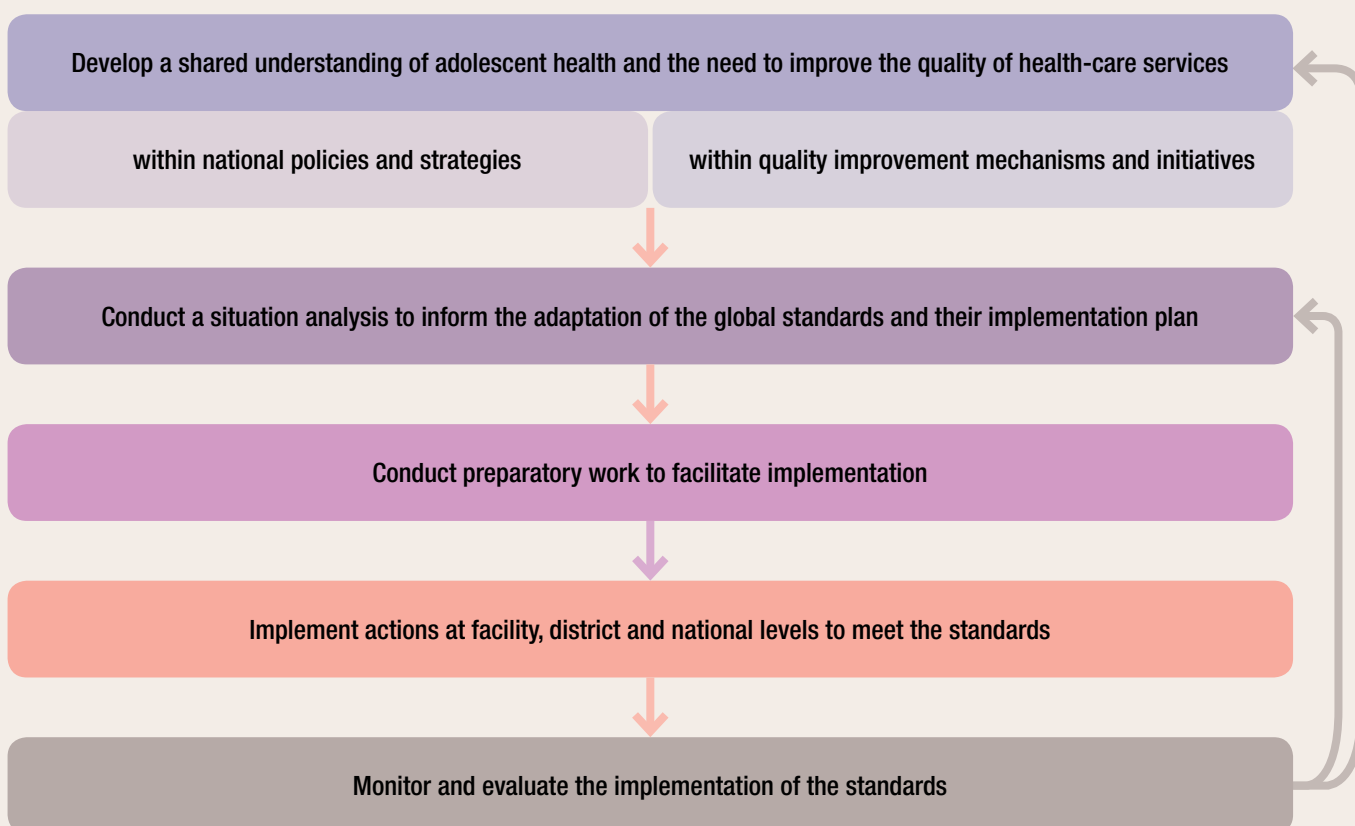 Develop a shared understanding of adolescent health and the need to improve the quality of health-care services
within national policies and strategies
within quality improvement mechanisms and initiatives
Conduct a situation analysis to inform the adaptation of the global standards and their implementation plan
Conduct preparatory work to facilitate implementation
Implement actions at facility, district and national levels to meet the standards
Monitor and evaluate the implementation of the standards